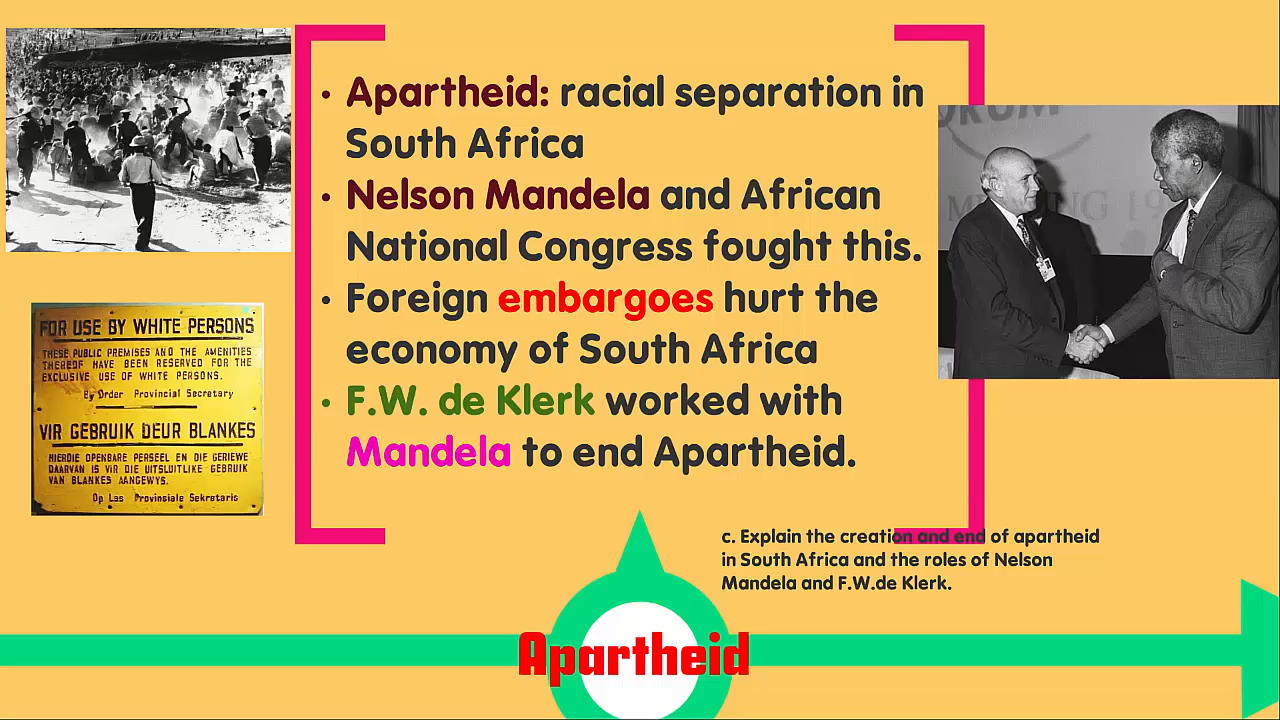 • Apartheid: racial separation in
South Africa
• Nelson Mandela and African
National Congress fought this.
• Foreign embargoes hurt the
economy of South Africa
• F.W. de Klerk worked with
Mandela to end Apartheid.
FOR USE BY WHITE PERSONS
THESE PUBLIC PREMISES AND THE AMENITIES
THEREOF HAVE BEEN RESERVED FOR THE
EXCLUSIVE USE OF WHITE PERSONS.
By Order Provincial Secretary
VIR GEBRUIK DEUR BLANKES
HIERDIE OPENBARE PERSEEL EN DIE GERIEWE
DAARVAN IS VIR DIE UITSLUITLIKE GEBRUIK
VAN BLANKES AANGEWYS.
Op Las Provinsiale Sekretaris
c. Explain the creation and end of apartheid
in South Africa and the roles of Nelson
Mandela and F.W.de Klerk.
Apartheid